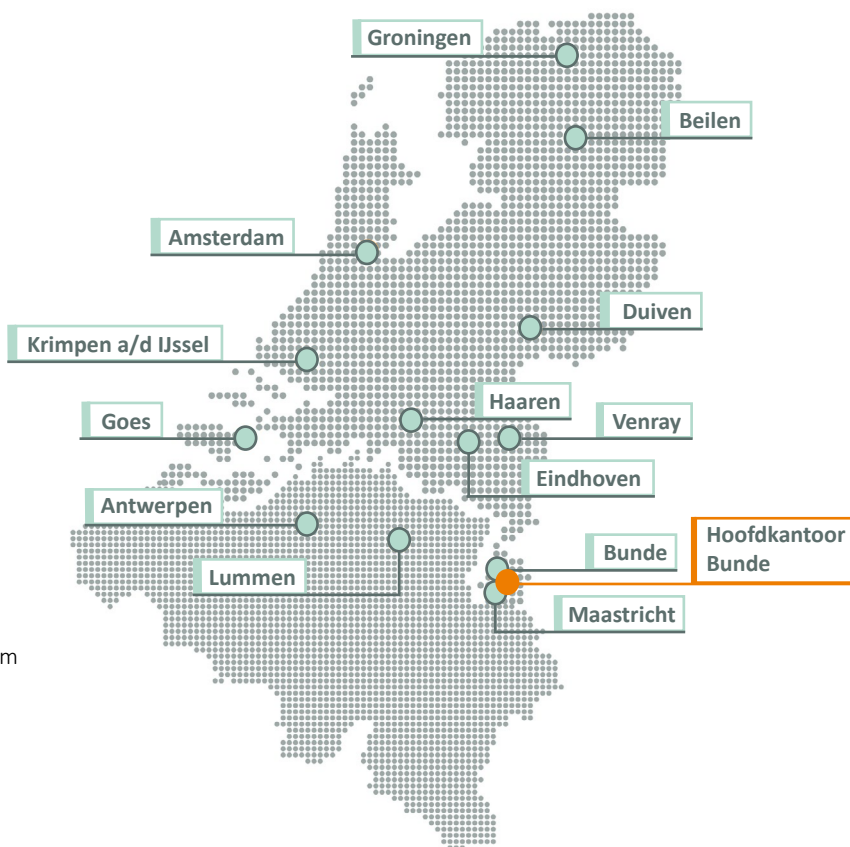 Groningen
Beilen
Amsterdam
Duiven
Krimpen a/d IJssel
Haaren
Goes
Venray
Eindhoven
Antwerpen
Hoofdkantoor
Bunde
Bunde
Lummen
Maastricht
m